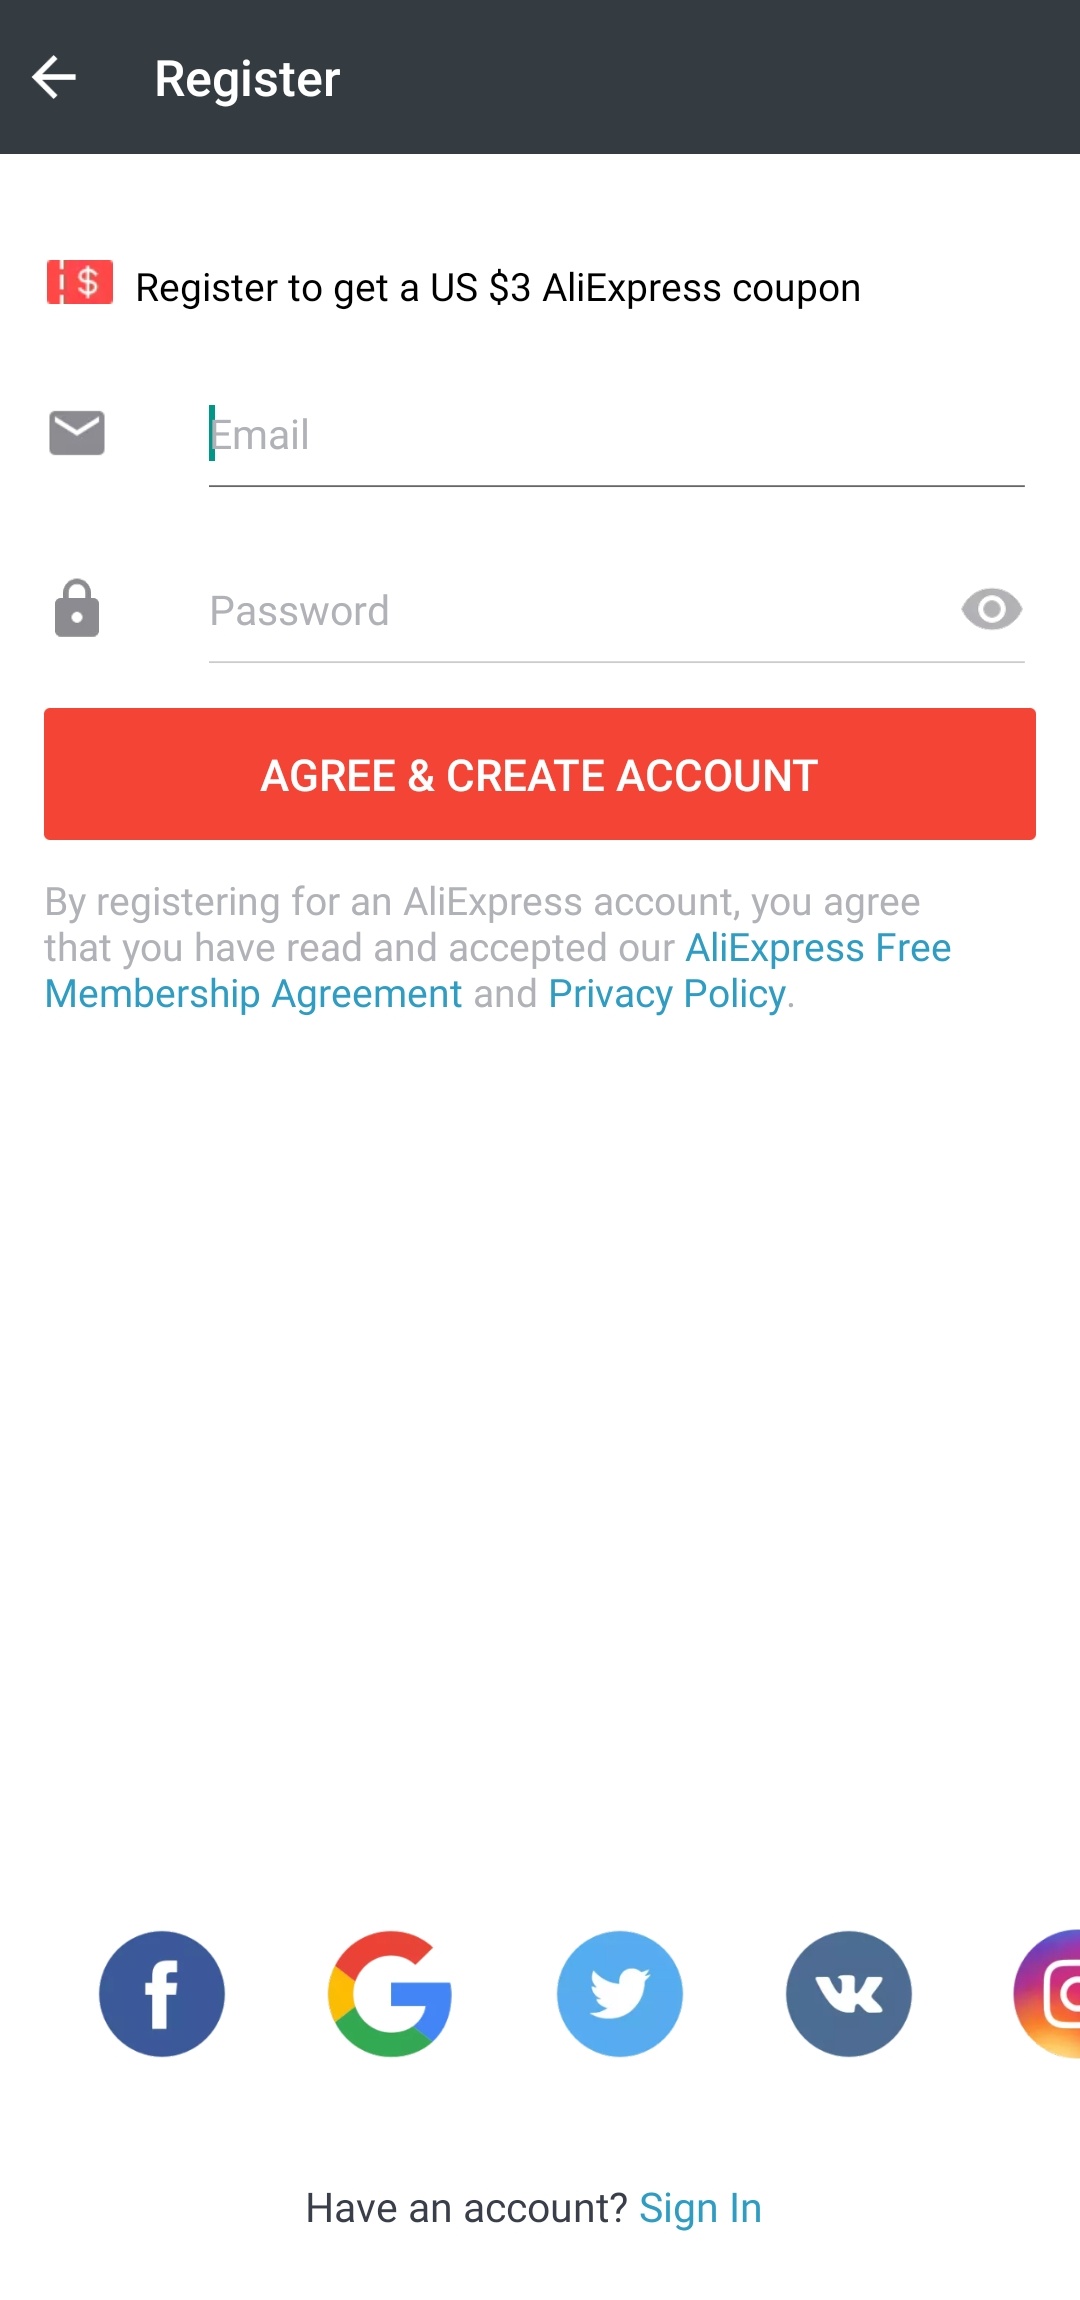 Register
Register to get a US $3 AliExpress coupon
Email
Password
AGREE & CREATE ACCOUNT
By registering for an AliExpress account, you agree
that you have read and accepted our AliExpress Free
Membership Agreement and Privacy Policy.
Have an account? Sign In